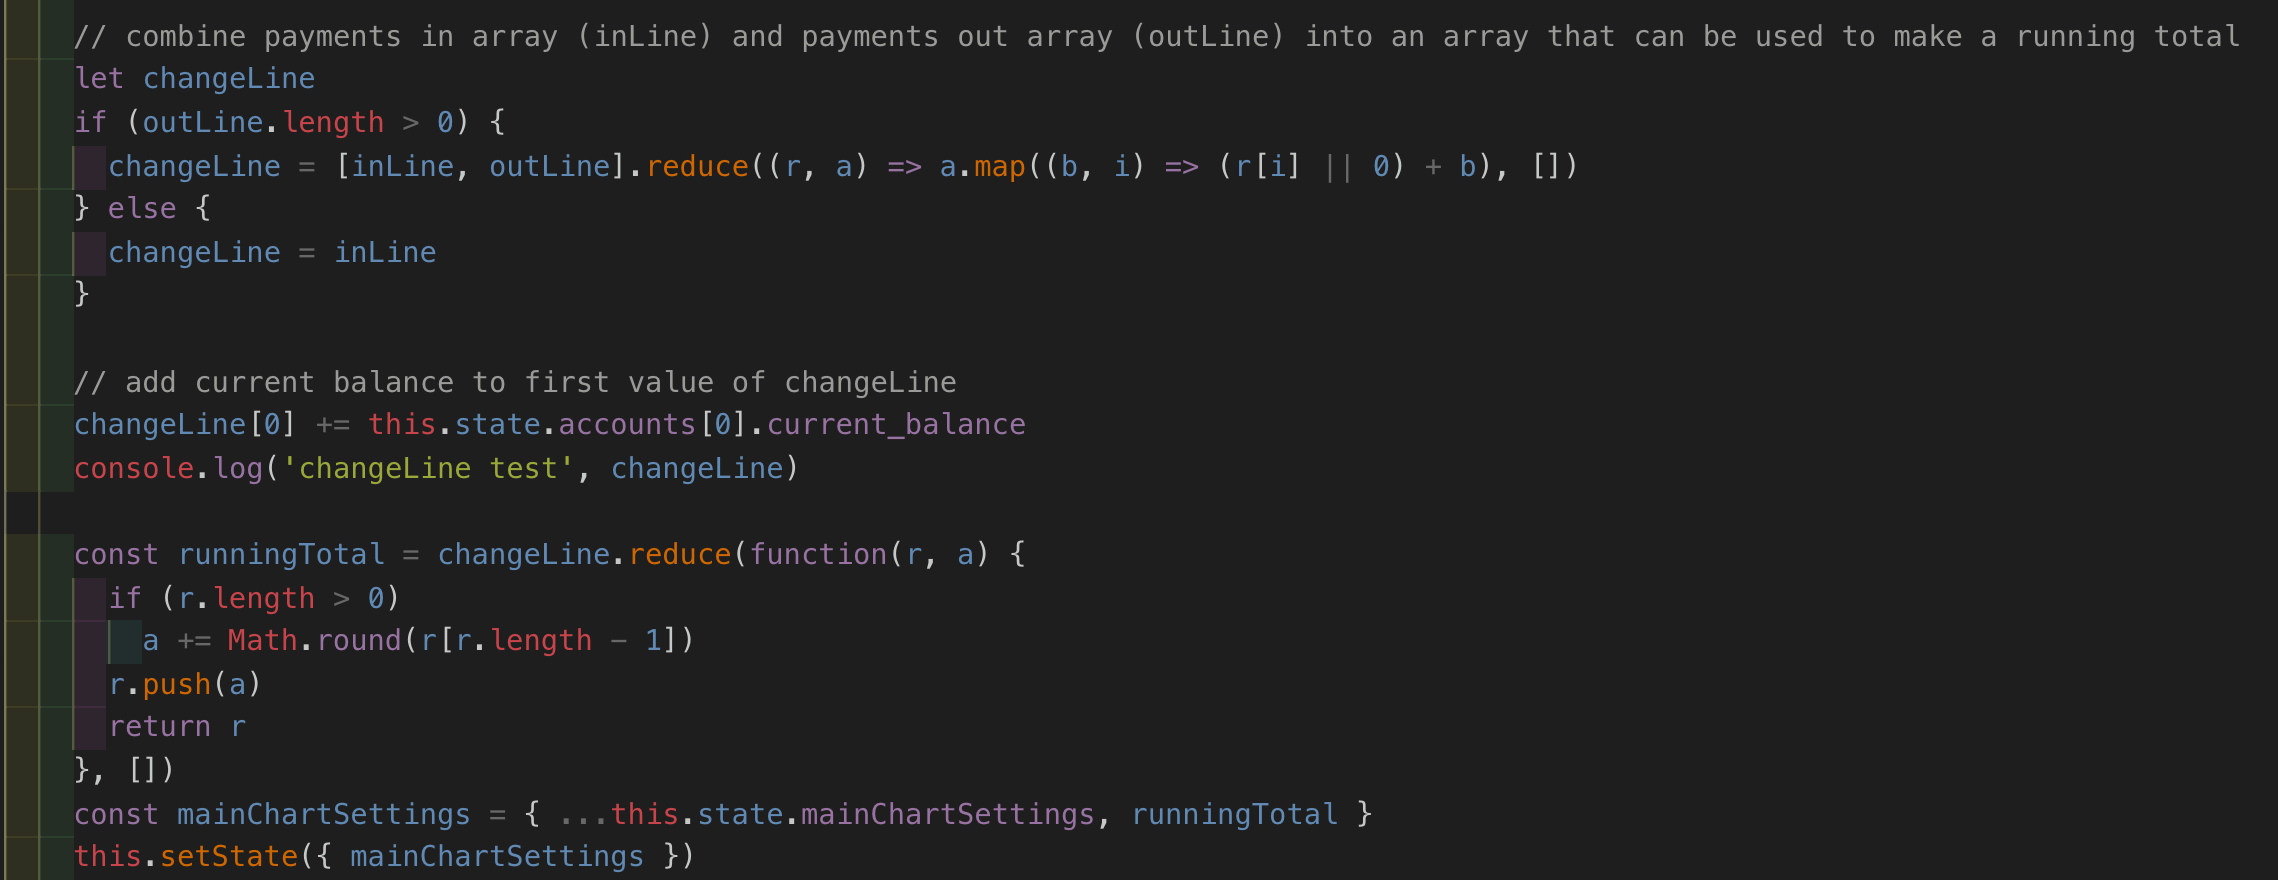 // combine payments in array (inLine) and payments out array (outLine) into an array that can be used to make a running total
let changeLine
if (outLine.length > 0) {
  changeLine = [inLine, outLine].reduce((r, a) => a.map((b, i) => (r[i] || 0) + b), [])
} else {
  changeLine = inLine
}

// add current balance to first value of changeLine
changeLine[0] += this.state.accounts[0].current_balance
console.log('changeLine test', changeLine)

const runningTotal = changeLine.reduce(function(r, a) {
  if (r.length > 0)
    a += Math.round(r[r.length - 1])
  r.push(a)
  return r
}, [])
const mainChartSettings = { ...this.state.mainChartSettings, runningTotal }
this.setState({ mainChartSettings })